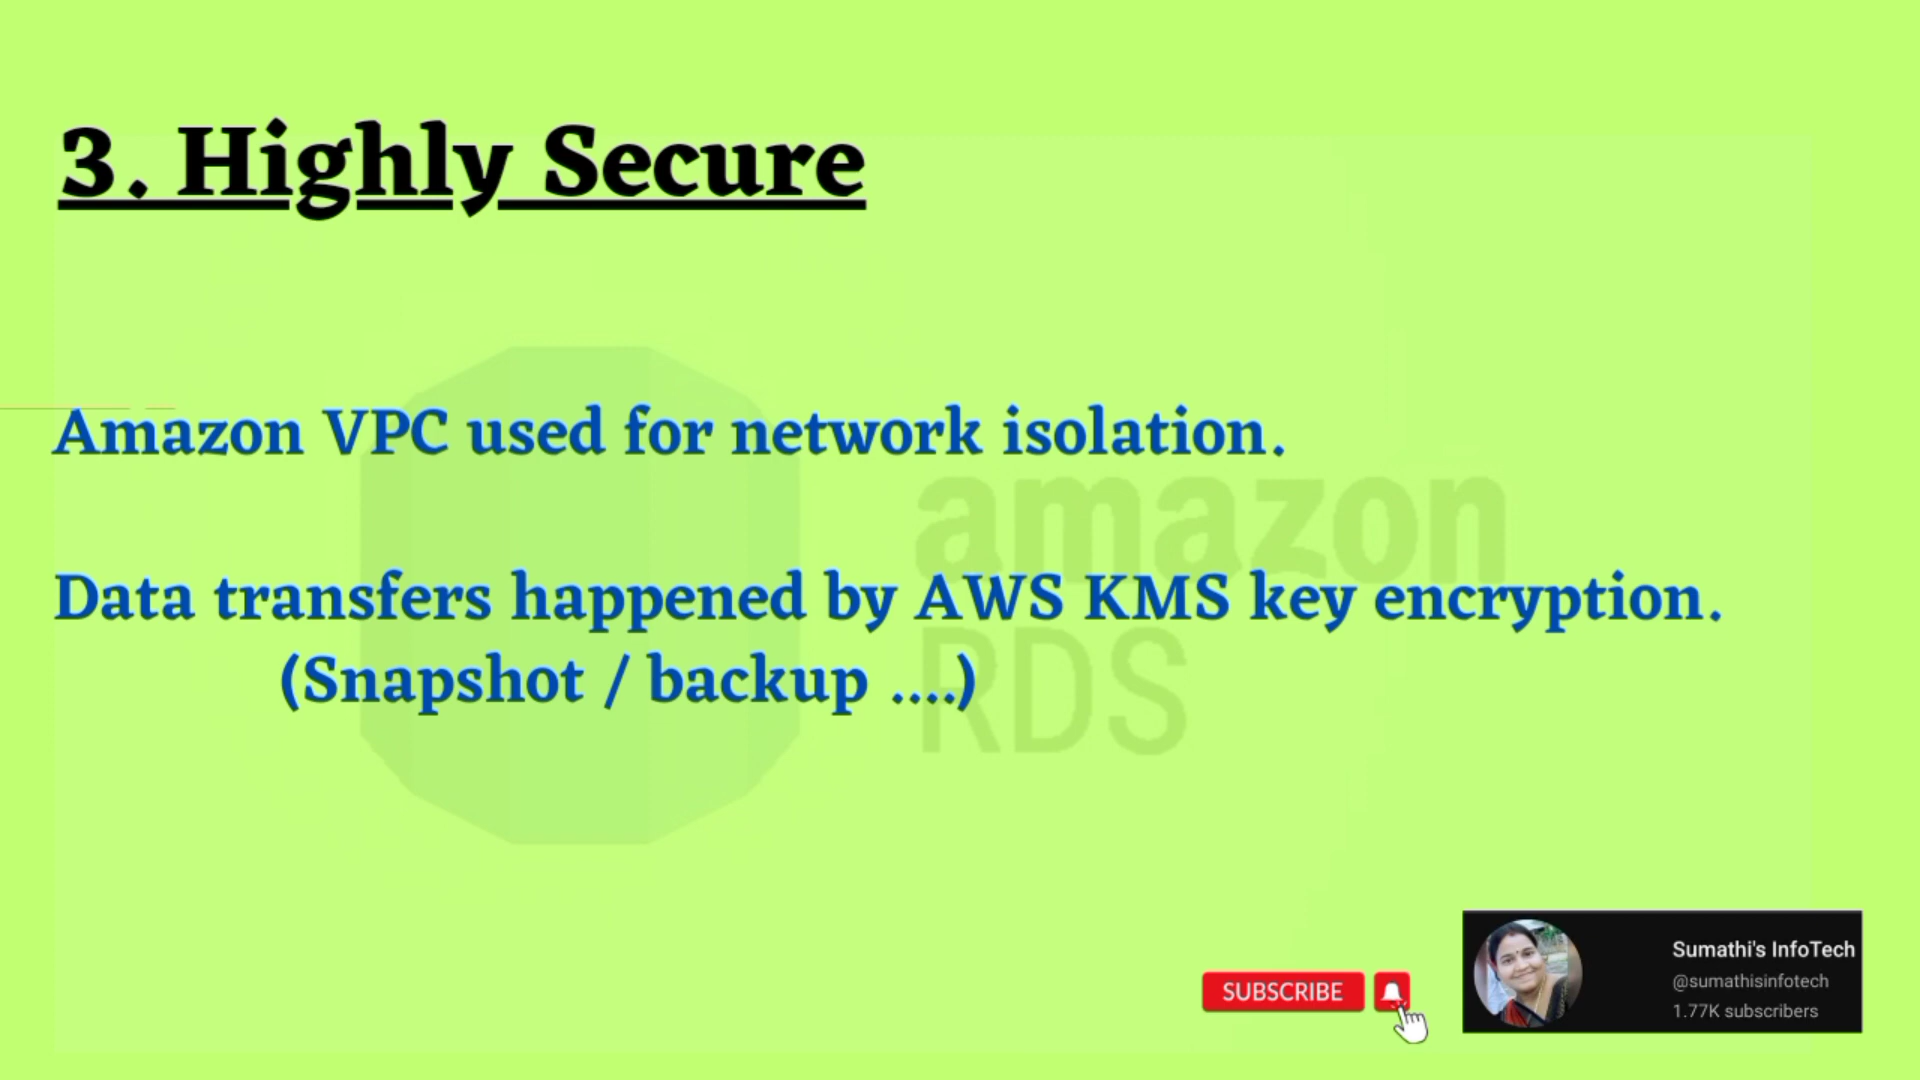 3. Highly Secure
Amazon VPC used for network isolation.
amazon
Data transfers happened by AWS KMS key encryption.
(Snapshot / backup ....)
RDS
SUBSCRIBE
Sumathi's InfoTech
@sumathisinfotech
1.77K subscribers